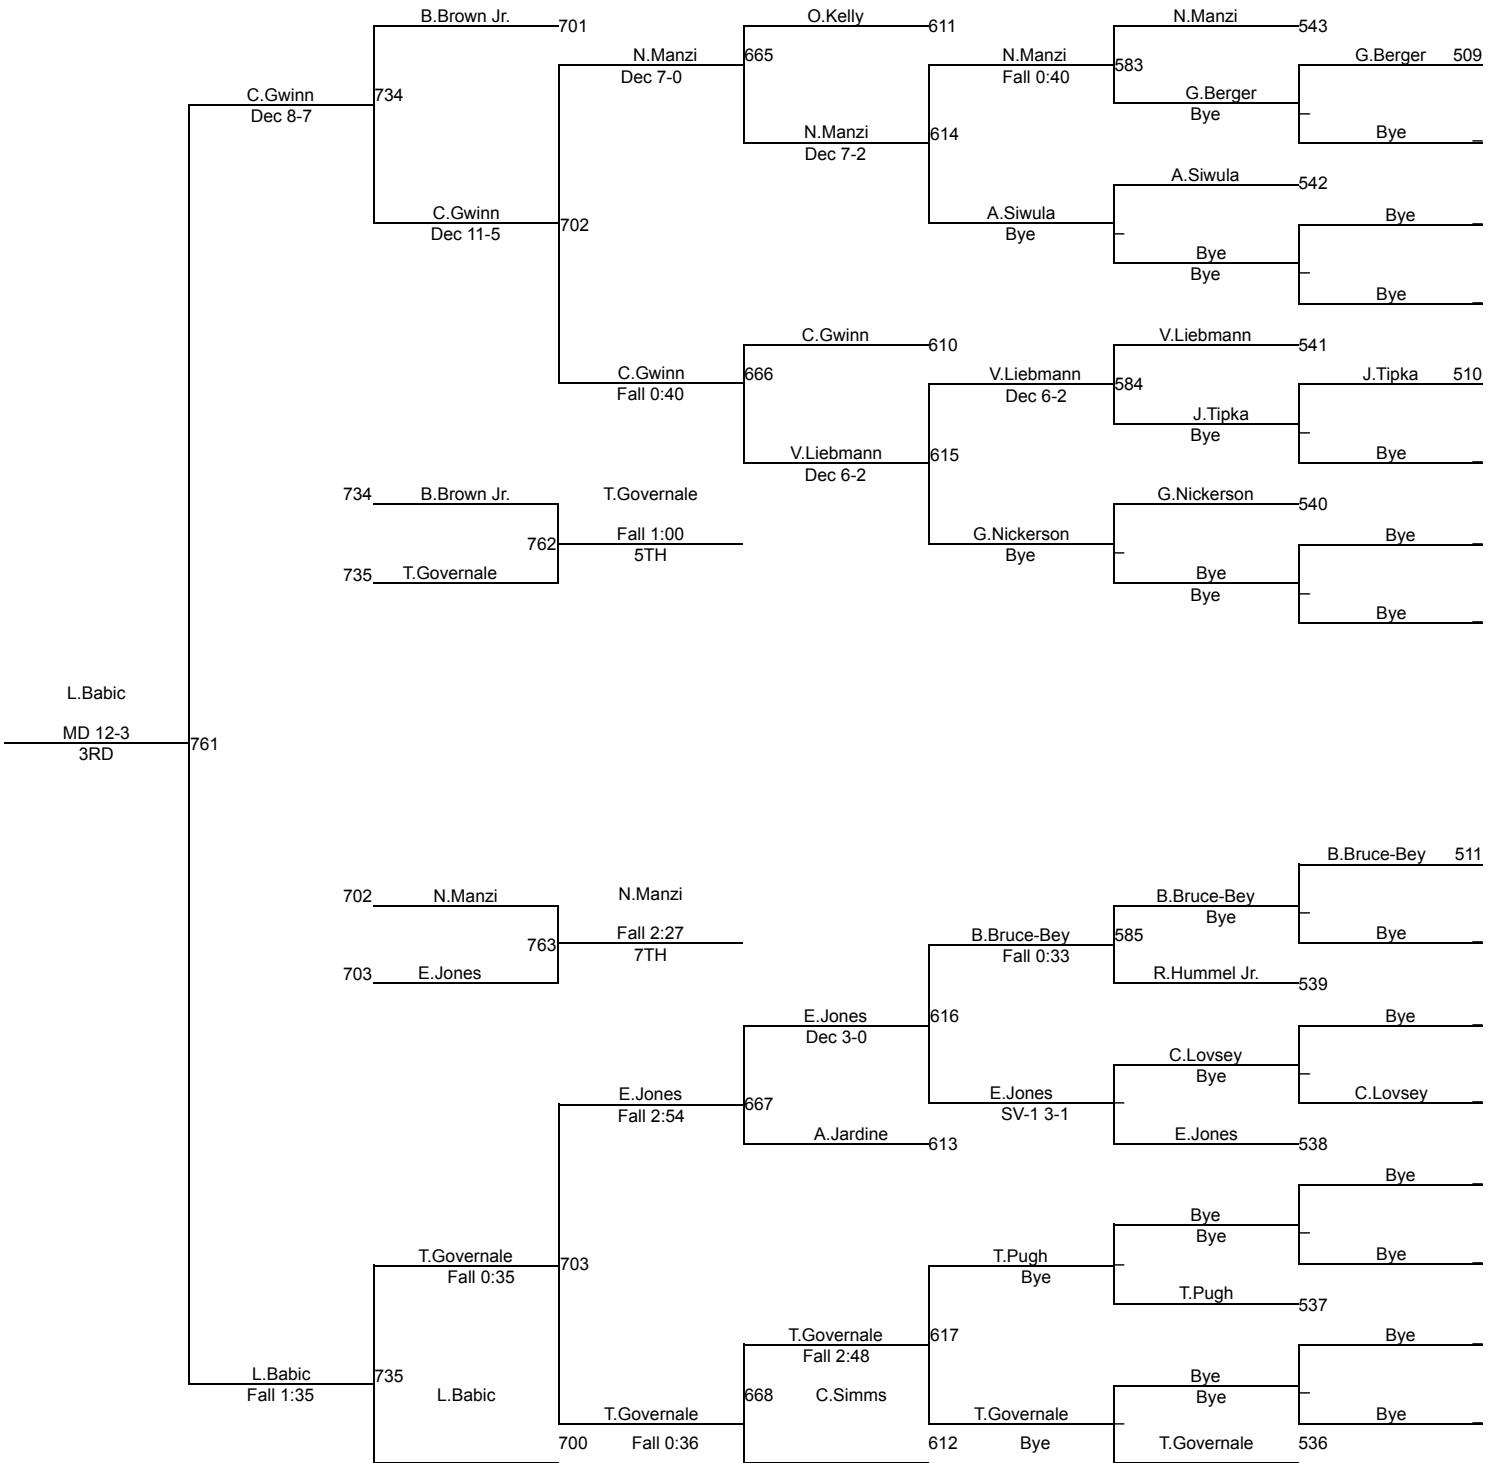 B.Brown Jr. 701
O.Kelly 611
N.Manzi 543
N.Manzi 665
Dec 7-0
N.Manzi 583
Fall 0:40
G.Berger 509
C.Gwinn 734
Dec 8-7
G.Berger
Bye
N.Manzi 614
Dec 7-2
Bye
A.Siwula 542
C.Gwinn 702
Dec 11-5
A.Siwula
Bye
Bye
Bye
Bye
Bye
C.Gwinn 610
V.Liebmann 541
C.Gwinn 666
Fall 0:40
V.Liebmann 584
Dec 6-2
J.Tipka 510
J.Tipka
Bye
V.Liebmann 615
Dec 6-2
Bye
734 B.Brown Jr.
T.Governale
G.Nickerson 540
762 Fall 1:00
5TH
G.Nickerson
Bye
Bye
735 T.Governale
Bye
Bye
Bye
L.Babic
MD 12-3
3RD
761
B.Bruce-Bey 511
702 N.Manzi
N.Manzi
B.Bruce-Bey
Bye
763 Fall 2:27
7TH
B.Bruce-Bey 585
Fall 0:33
Bye
703 E.Jones
R.Hummel Jr. 539
E.Jones 616
Dec 3-0
Bye
C.Lovsey
Bye
E.Jones 667
Fall 2:54
E.Jones
SV-1 3-1
C.Lovsey
A.Jardine 613
E.Jones 538
Bye
Bye
Bye
T.Governale 703
Fall 0:35
T.Pugh
Bye
Bye
T.Pugh 537
T.Governale 617
Fall 2:48
Bye
L.Babic 735
Fall 1:35
L.Babic
668 C.Simms
Bye
Bye
T.Governale
T.Governale
Bye
700 Fall 0:36
612 Bye
T.Governale 536